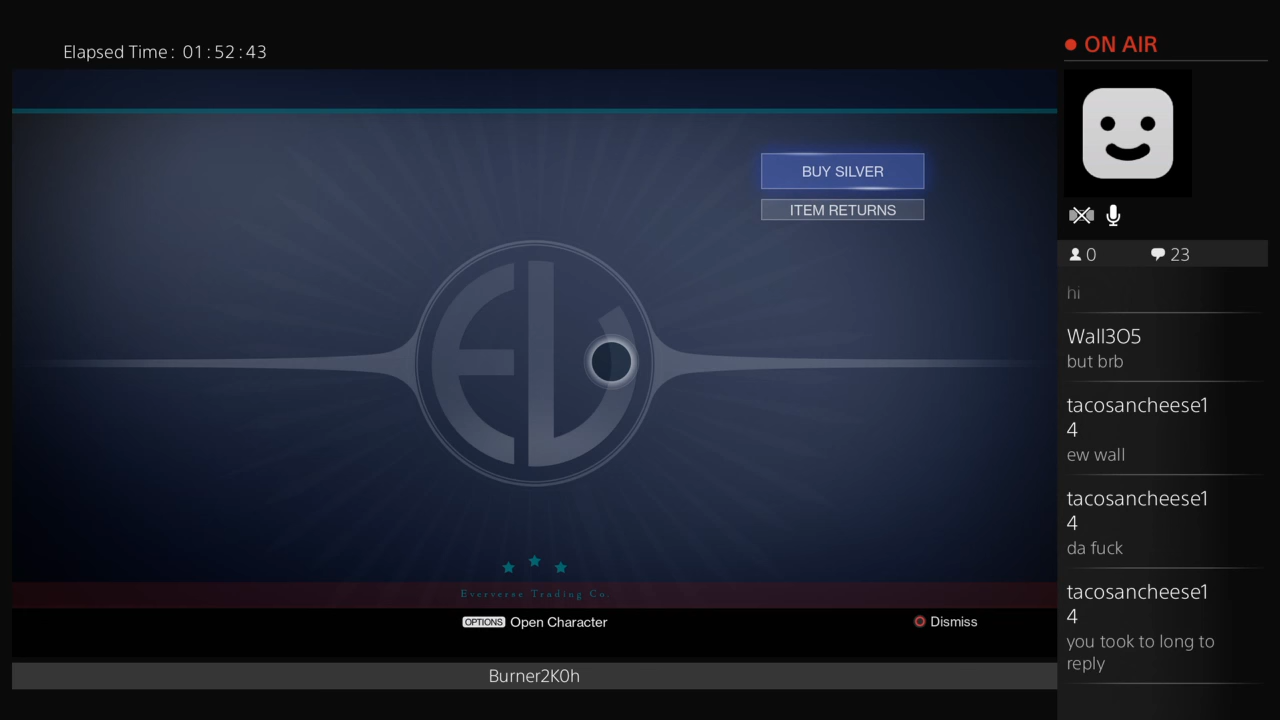 Elapsed Time: 01:52:43
ON AIR
BUY SILVER
ITEM RETURNS
0 23
hi
Wall3O5
but brb
tacosancheese1
4
ew wall
tacosancheese1
4
da fuck
tacosancheese1
4
you took to long to
reply
Eververse Trading Co.
OPTIONS Open Character
Dismiss
Burner2K0h